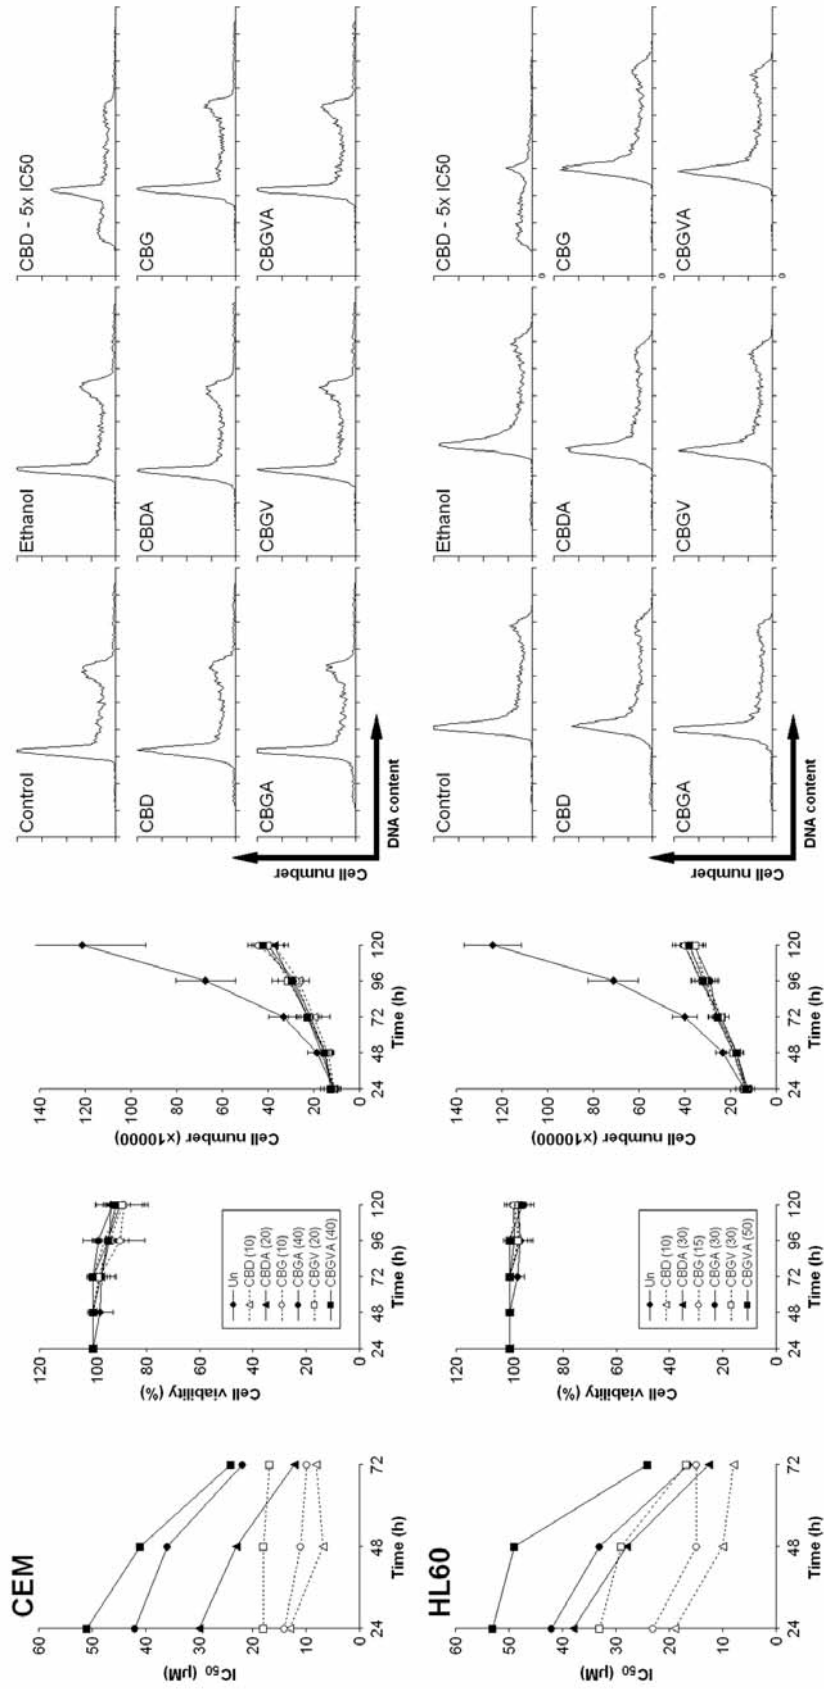 CEM
IC50 (µM)
60
50
40
30
20
10
0
24
48
72
Time (h)
Cell viability (%)
120
100
80
60
40
20
0
24
48
72
96
120
Time (h)
Un
CBD (10)
CBDA (20)
CBG (10)
CBGA (40)
CBGV (20)
CBGVA (40)
Cell number (x10000)
140
120
100
80
60
40
20
0
24
48
72
96
120
Time (h)
Control
Ethanol
CBD - 5x IC50
CBD
CBDA
CBG
CBGA
CBGV
CBGVA
Cell number
DNA content
HL60
IC50 (µM)
60
50
40
30
20
10
0
24
48
72
Time (h)
Cell viability (%)
120
100
80
60
40
20
0
24
48
72
96
120
Time (h)
Un
CBD (10)
CBDA (30)
CBG (15)
CBGA (30)
CBGV (30)
CBGVA (50)
Cell number (x10000)
140
120
100
80
60
40
20
0
24
48
72
96
120
Time (h)
Control
Ethanol
CBD - 5x IC50
0
CBD
CBDA
CBG
0
CBGA
CBGV
CBGVA
0
Cell number
DNA content